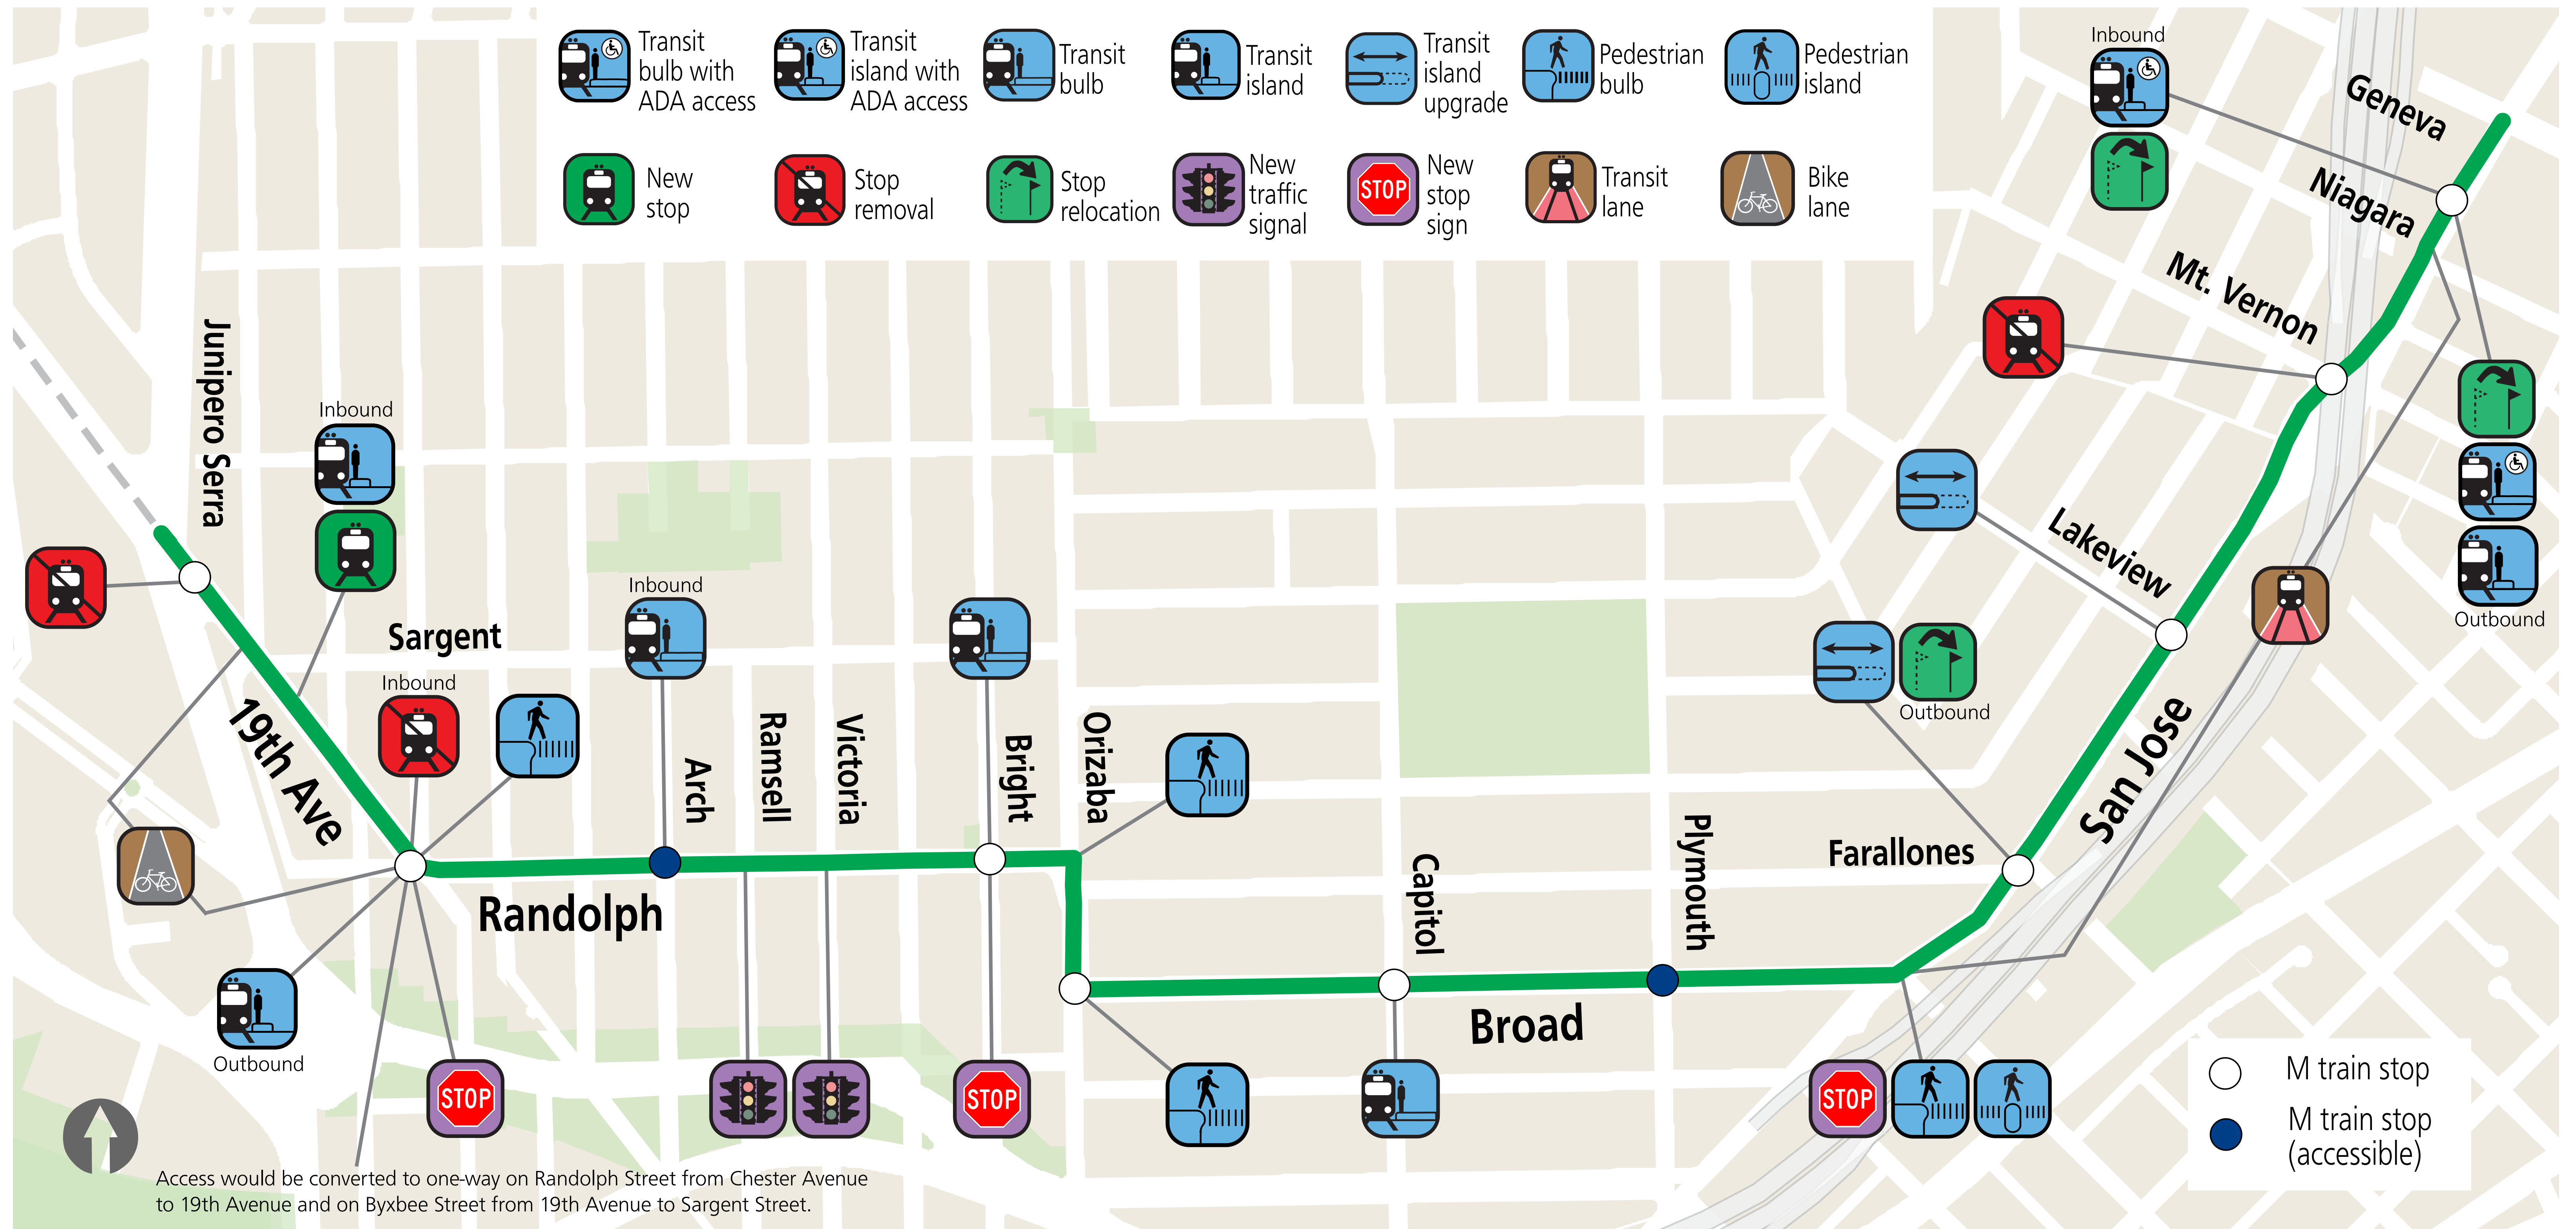 Transit
bulb with
ADA access
Transit
island with
ADA access
Transit
bulb
Transit
island
Transit
island
upgrade
Pedestrian
bulb
Pedestrian
island
New
stop
Stop
removal
Stop
relocation
New
traffic
signal
STOP
New
stop
sign
Transit
lane
Bike
lane
Inbound
Geneva
Niagara
Mt. Vernon
Junipero Serra
Inbound
Lakeview
Inbound
Outbound
Sargent
Inbound
19th Ave
Arch
Ramsell
Victoria
Bright
Orizaba
Outbound
San Jose
Farallones
Plymouth
Capitol
Randolph
Broad
Outbound
STOP
STOP
STOP
M train stop
M train stop
(accessible)
Access would be converted to one-way on Randolph Street from Chester Avenue
to 19th Avenue and on Byxbee Street from 19th Avenue to Sargent Street.